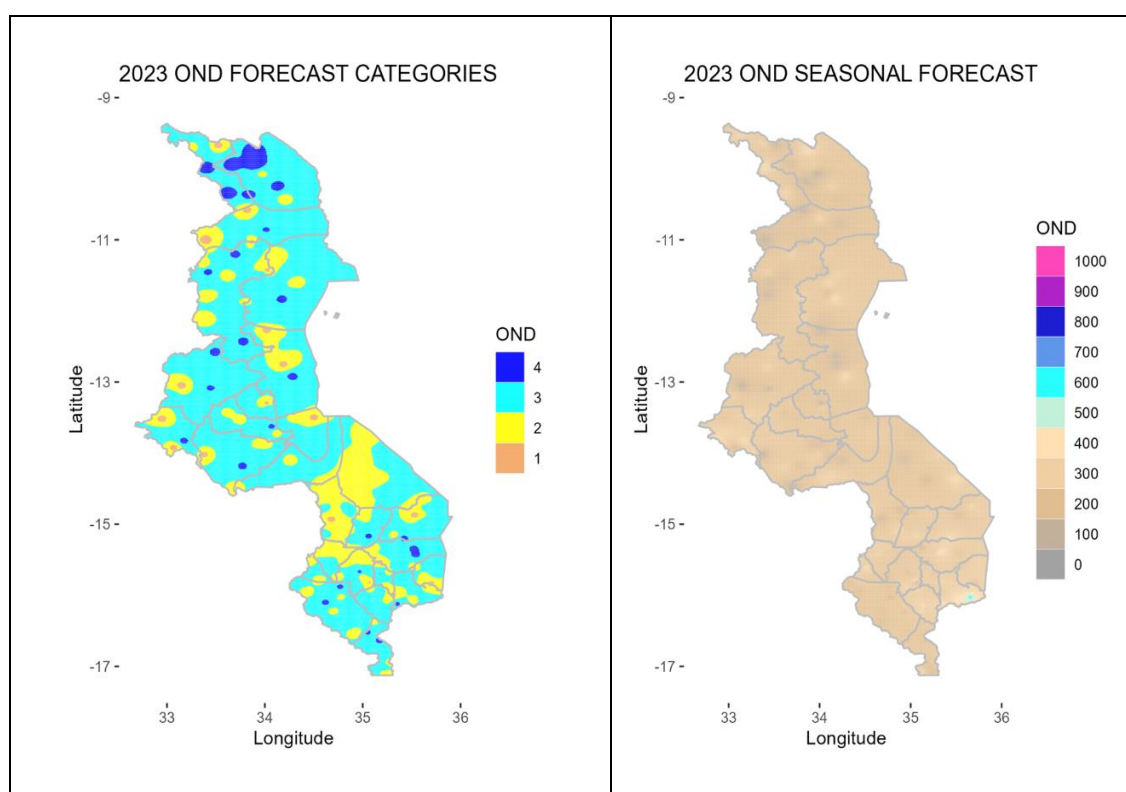 2023 OND FORECAST CATEGORIES
-9
-11
-13
-15
-17
Latitude
33 34 35 36
Longitude
OND
4
3
2
1
2023 OND SEASONAL FORECAST
-9
-11
-13
-15
-17
Latitude
33 34 35 36
Longitude
OND
1000
900
800
700
600
500
400
300
200
100
0